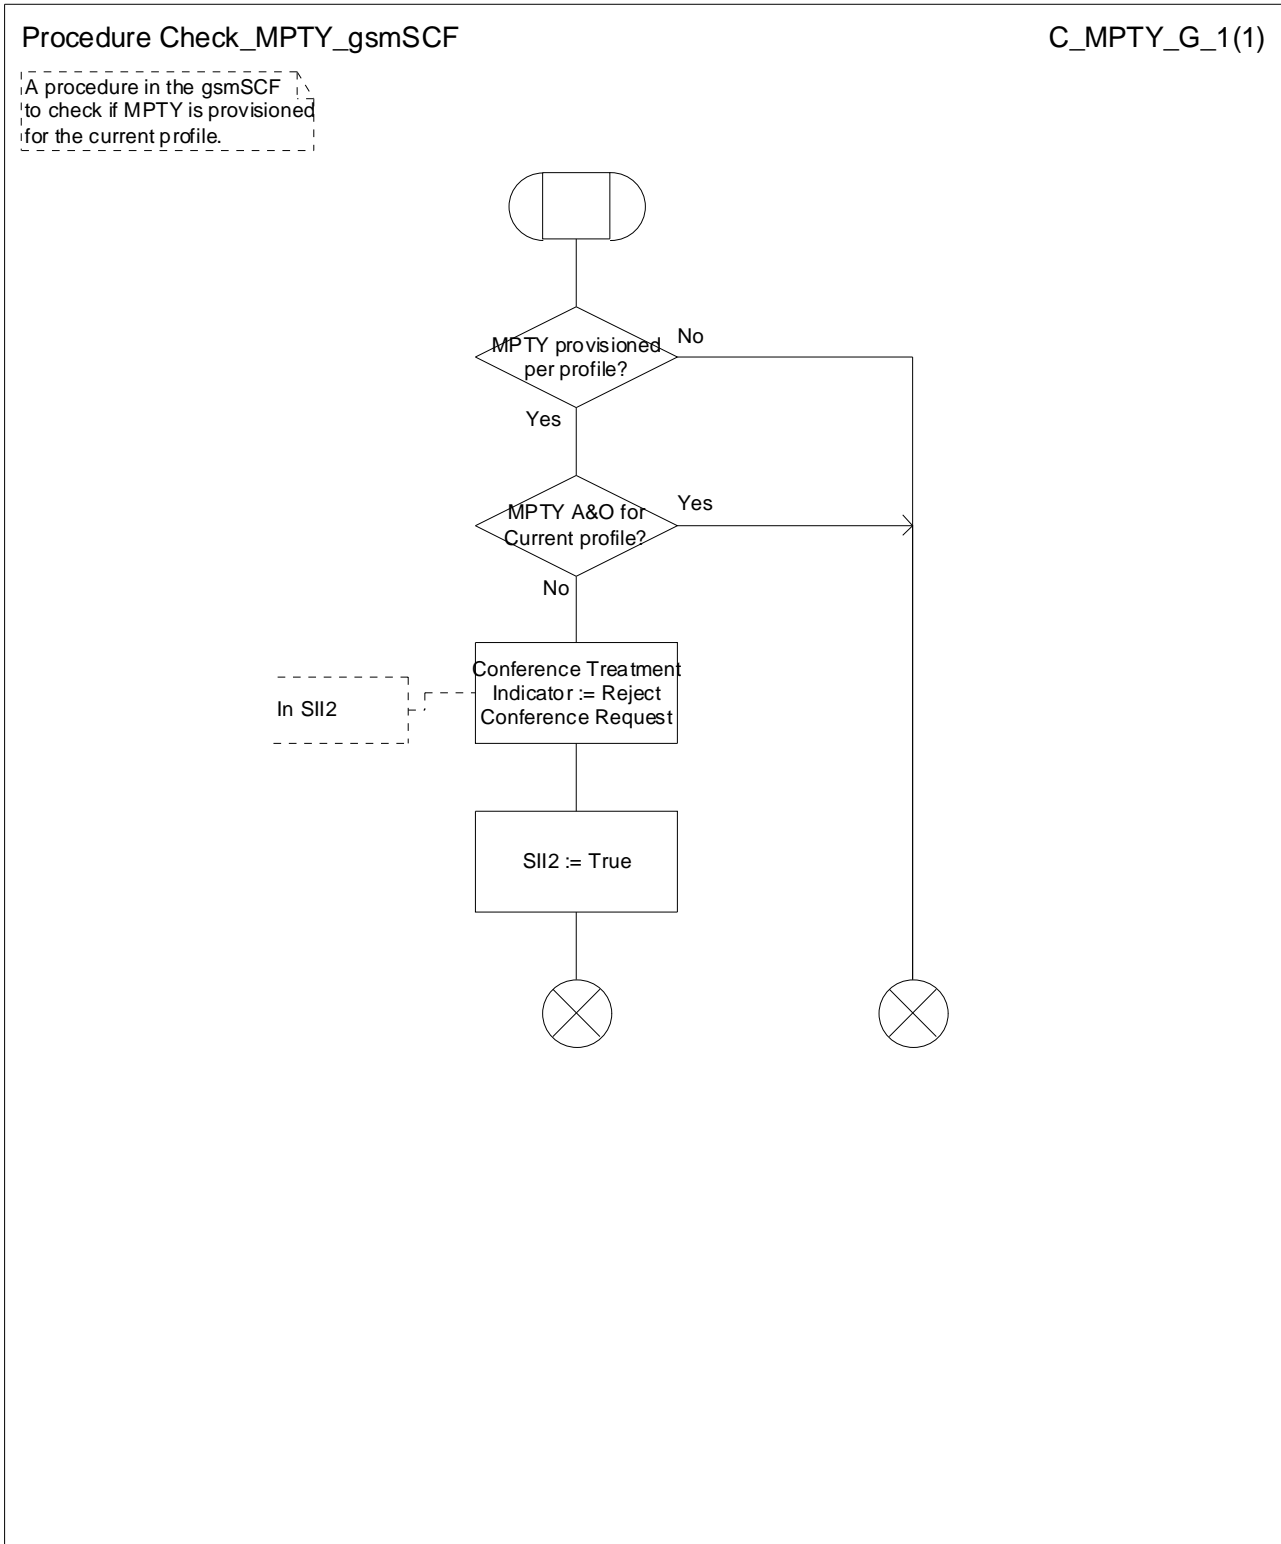 Procedure Check_MPTY_gsmSCF
C_MPTY_G_1(1)
A procedure in the gsmSCF
to check if MPTY is provisioned
for the current profile.
MPTY provisioned
per profile?
No
Yes
MPTY A&O for
Current profile?
Yes
No
Conference Treatment
Indicator := Reject
Conference Request
In SII2
SII2 := True